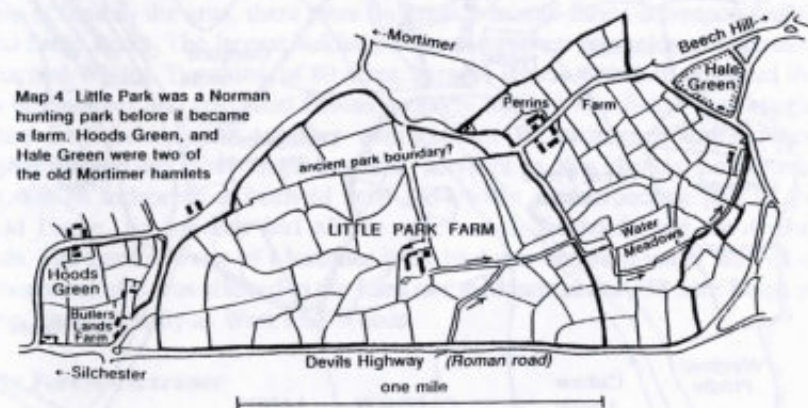 ←Mortimer
Beech Hill→
Map 4 Little Park was a Norman
hunting park before it became
a farm. Hoods Green, and
Hale Green were two of
the old Mortimer hamlets
Hale
Green
Perrins Farm
ancient park boundary?
LITTLE PARK FARM
Water
Meadows
Hoods
Green
Butlers
Lands
Farm
Devils Highway (Roman road)
←Silchester
one mile